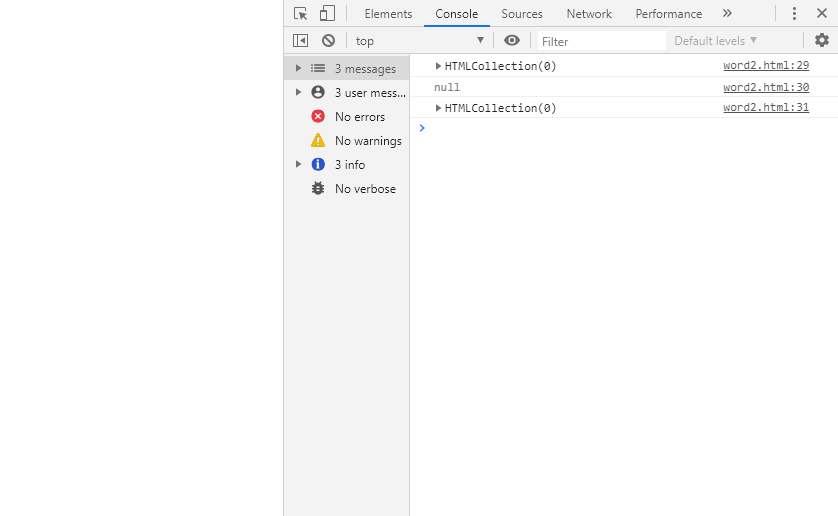 Elements Console Sources Network Performance »
top Filter Default levels
3 messages
3 user mess...
No errors
No warnings
3 info
No verbose
HTMLCollection(0) word2.html:29
null word2.html:30
HTMLCollection(0) word2.html:31
>